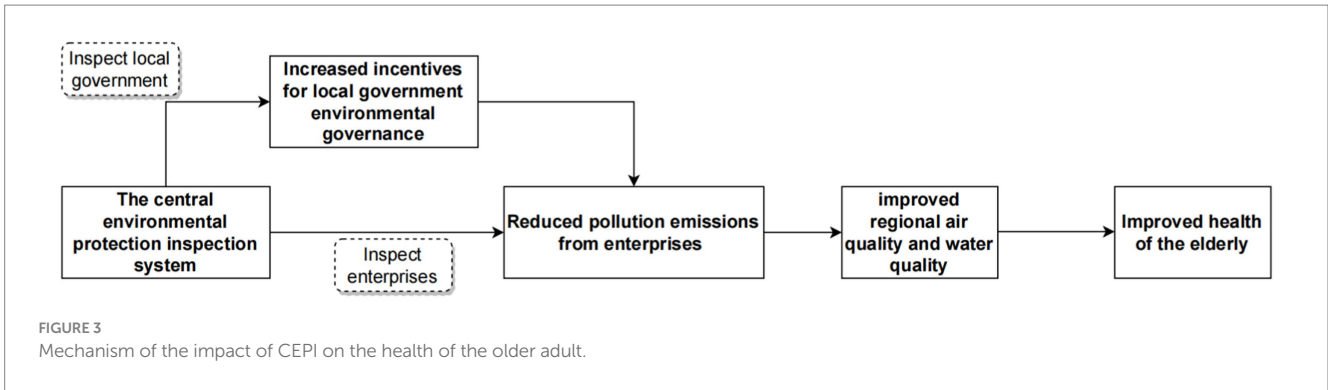 Inspect local
government
Increased incentives
for local government
environmental
governance
The central
environmental
protection inspection
system
Inspect
enterprises
Reduced pollution emissions
from enterprises
improved
regional air
quality and water
quality
Improved health
of the elderly
FIGURE 3
Mechanism of the impact of CEPI on the health of the older adult.